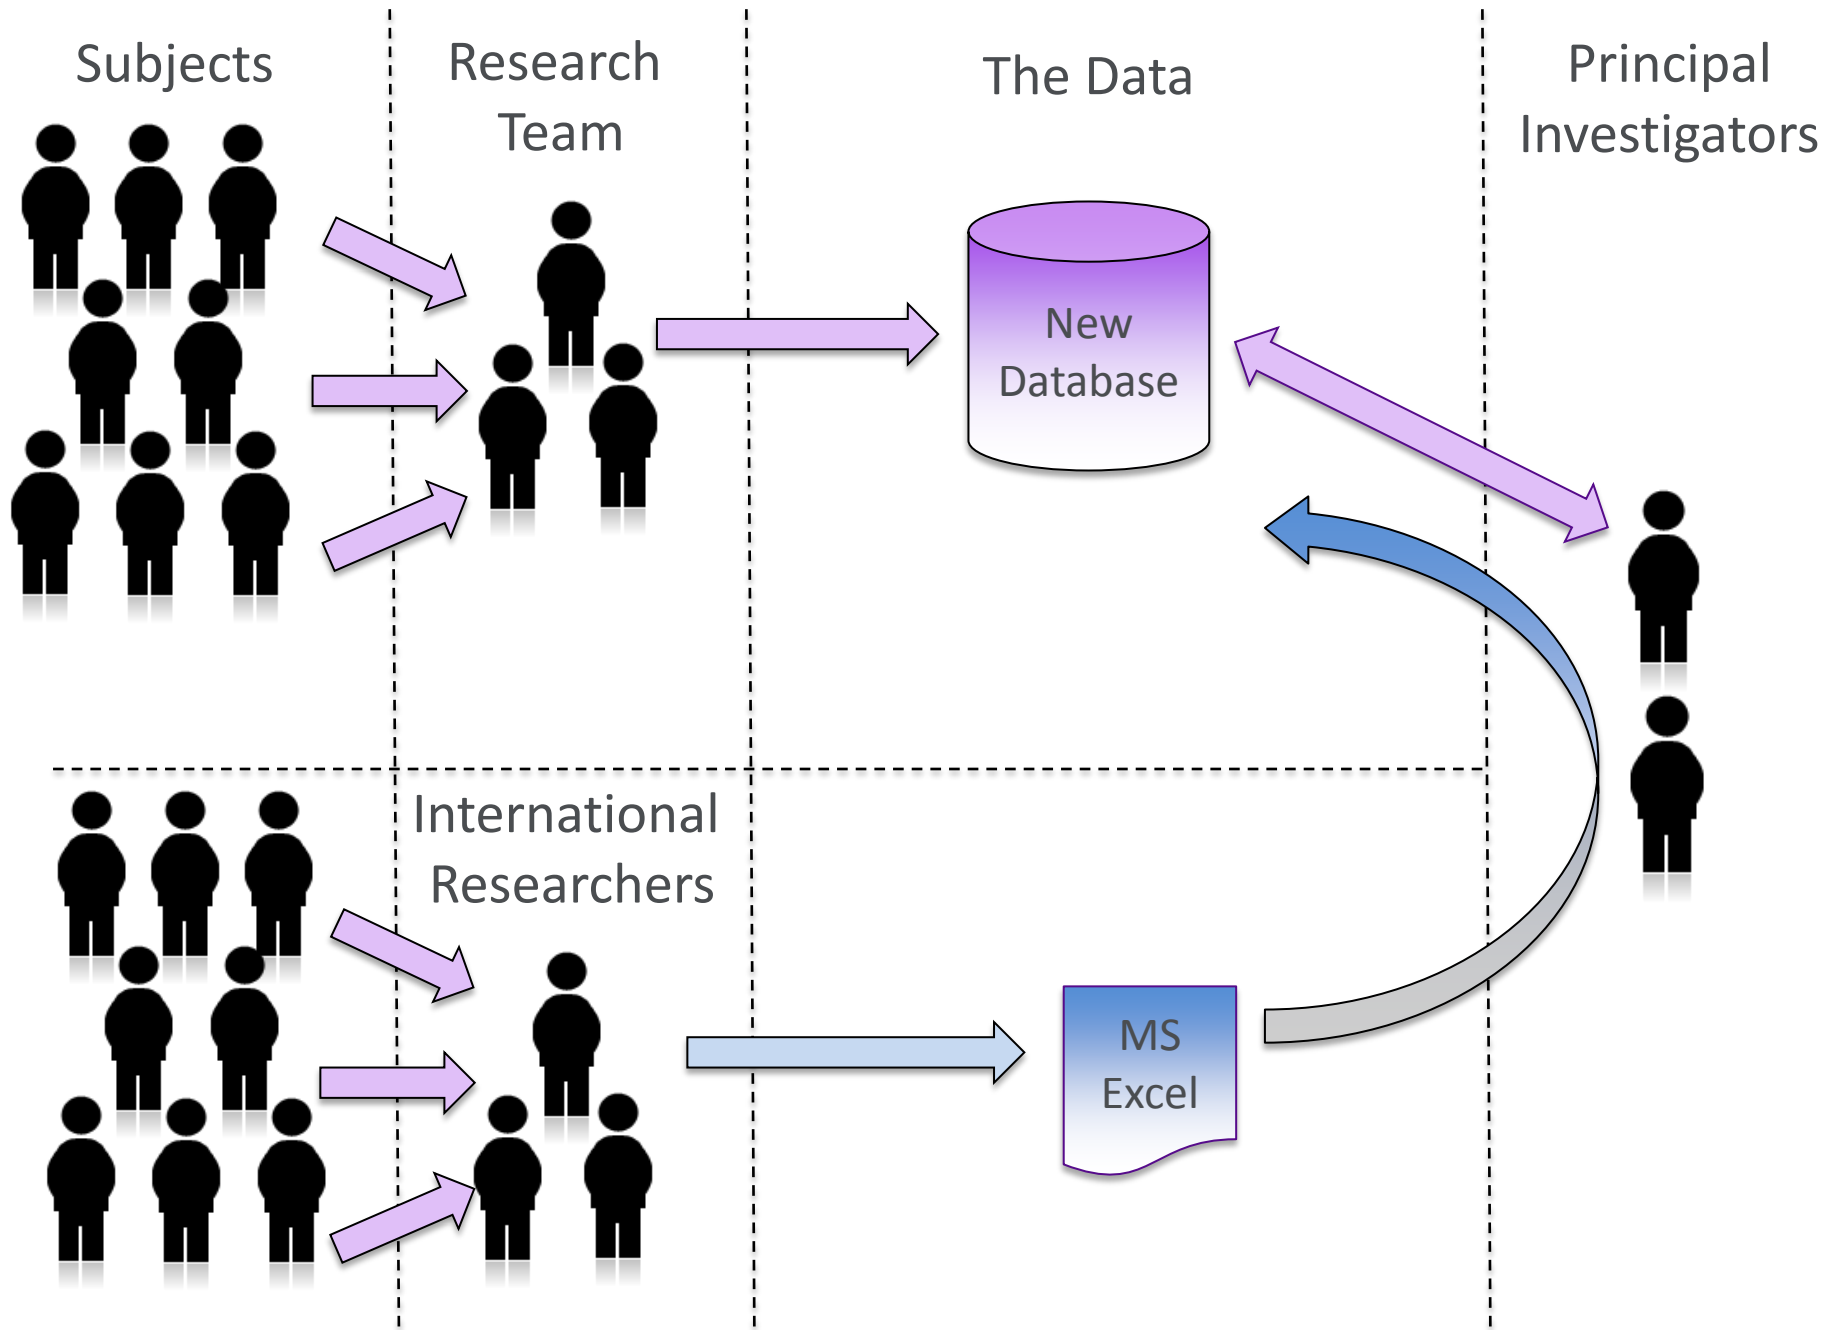 Subjects
Research
Team
The Data
Principal
Investigators
New
Database
International
Researchers
MS
Excel